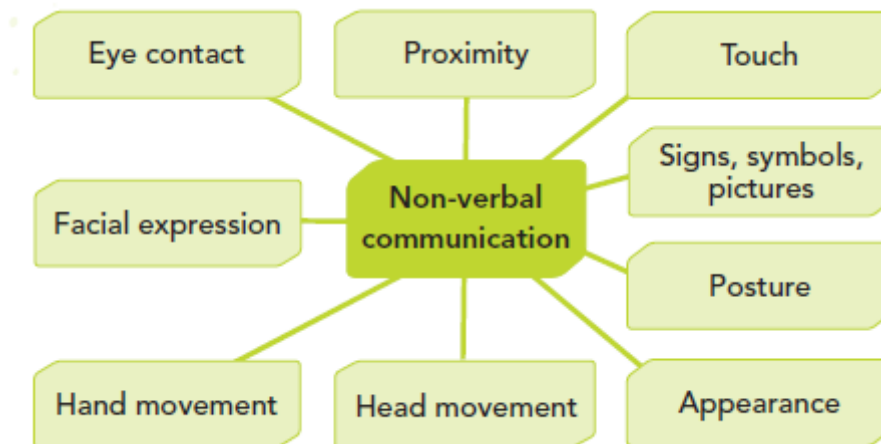 Eye contact
Proximity
Touch
Signs, symbols,
pictures
Non-verbal
communication
Facial expression
Posture
Hand movement
Head movement
Appearance